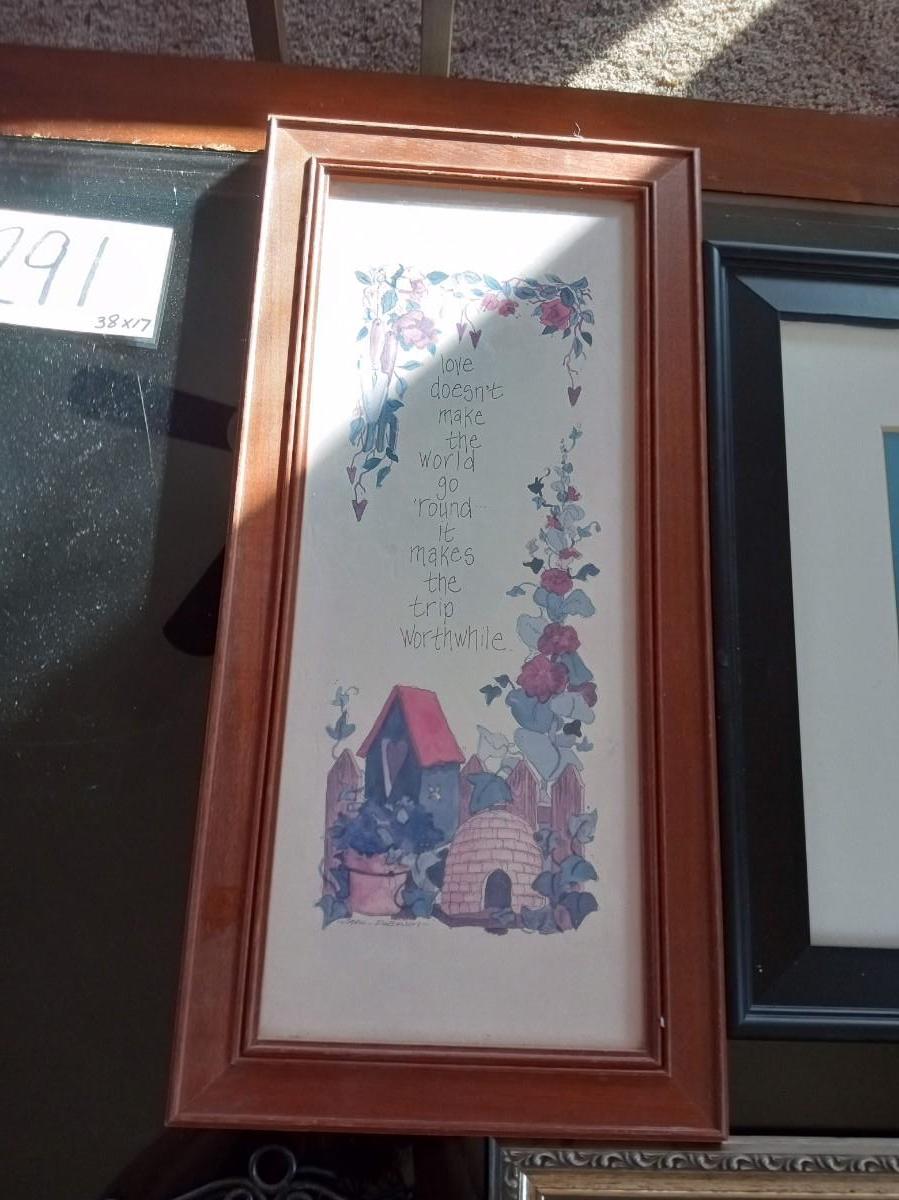 291
38x17
love
doesn't
make
the
world
go
'round...
it
makes
the
trip
worthwhile.